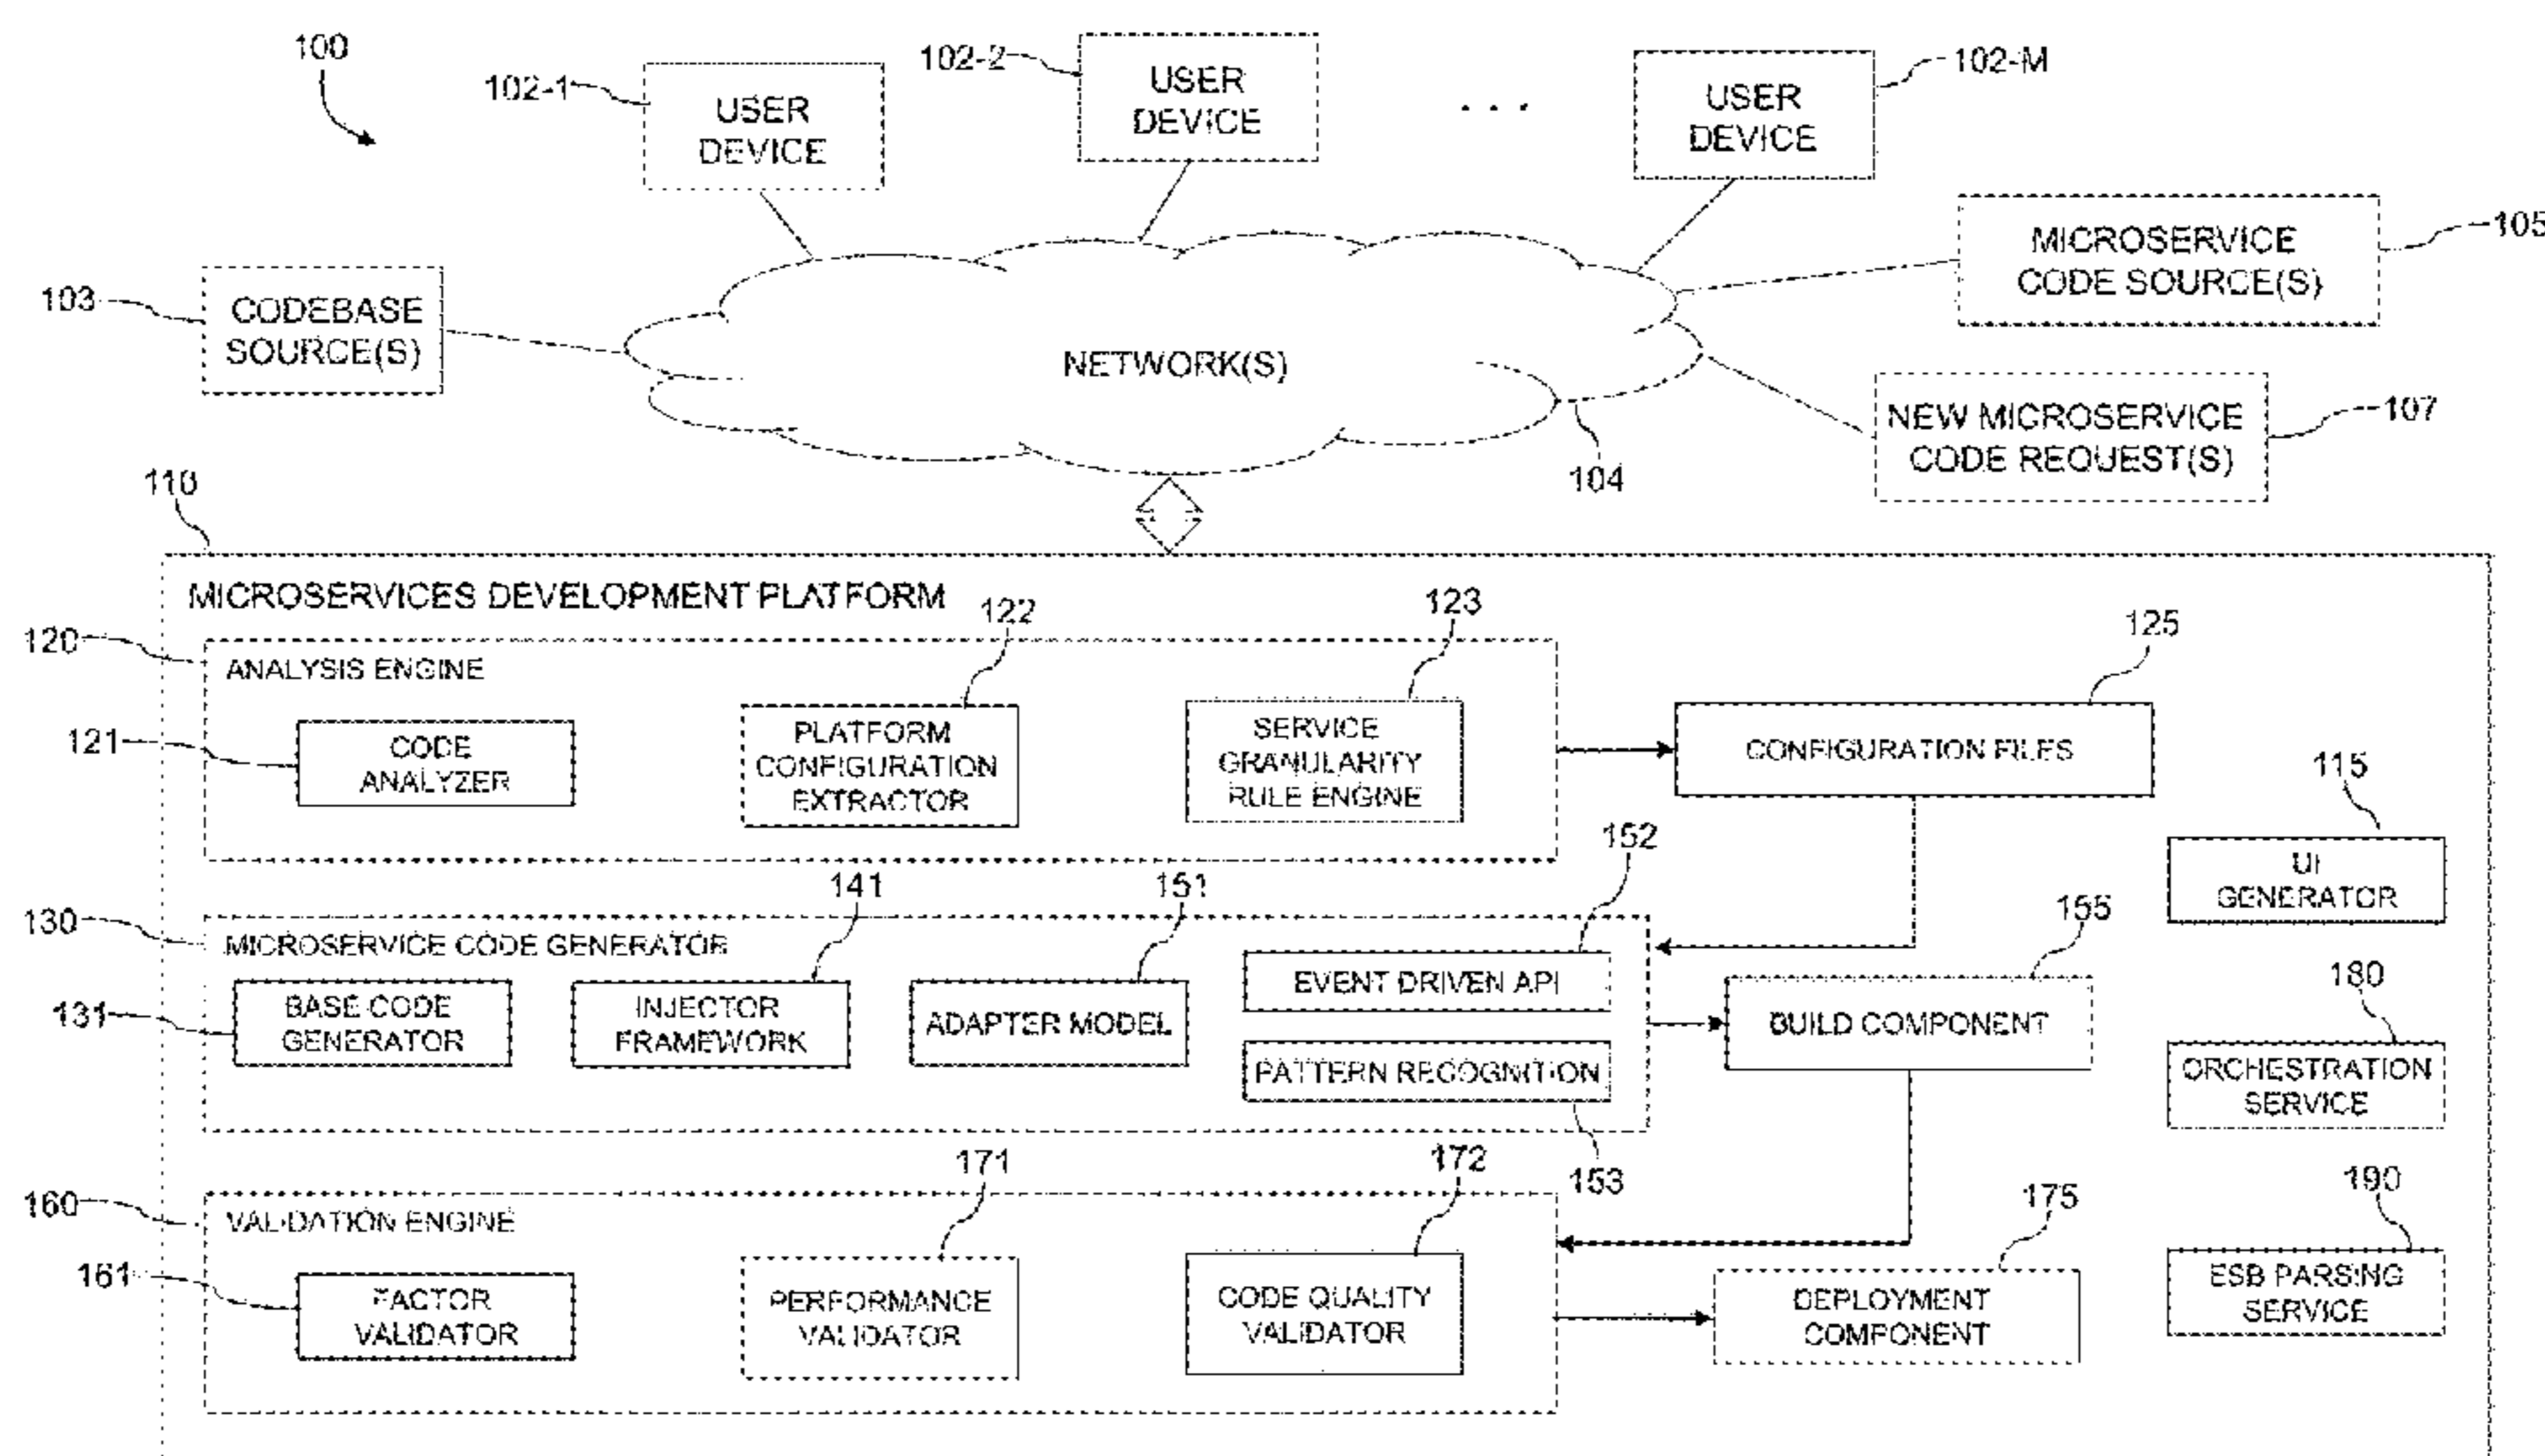 100
102-1
USER
DEVICE
102-2
USER
DEVICE
. . .
USER
DEVICE
102-M
103
CODEBASE
SOURCE(S)
NETWORK(S)
104
MICROSERVICE
CODE SOURCE(S)
105
NEW MICROSERVICE
CODE REQUEST(S)
107
110
MICROSERVICES DEVELOPMENT PLATFORM
120
ANALYSIS ENGINE
121
CODE
ANALYZER
122
PLATFORM
CONFIGURATION
EXTRACTOR
123
SERVICE
GRANULARITY
RULE ENGINE
125
CONFIGURATION FILES
115
UI
GENERATOR
130
MICROSERVICE CODE GENERATOR
131
BASE CODE
GENERATOR
141
INJECTOR
FRAMEWORK
151
ADAPTER MODEL
152
EVENT DRIVEN API
PATTERN RECOGNITION
153
155
BUILD COMPONENT
180
ORCHESTRATION
SERVICE
160
VALIDATION ENGINE
161
FACTOR
VALIDATOR
171
PERFORMANCE
VALIDATOR
172
CODE QUALITY
VALIDATOR
175
DEPLOYMENT
COMPONENT
190
ESB PARSING
SERVICE